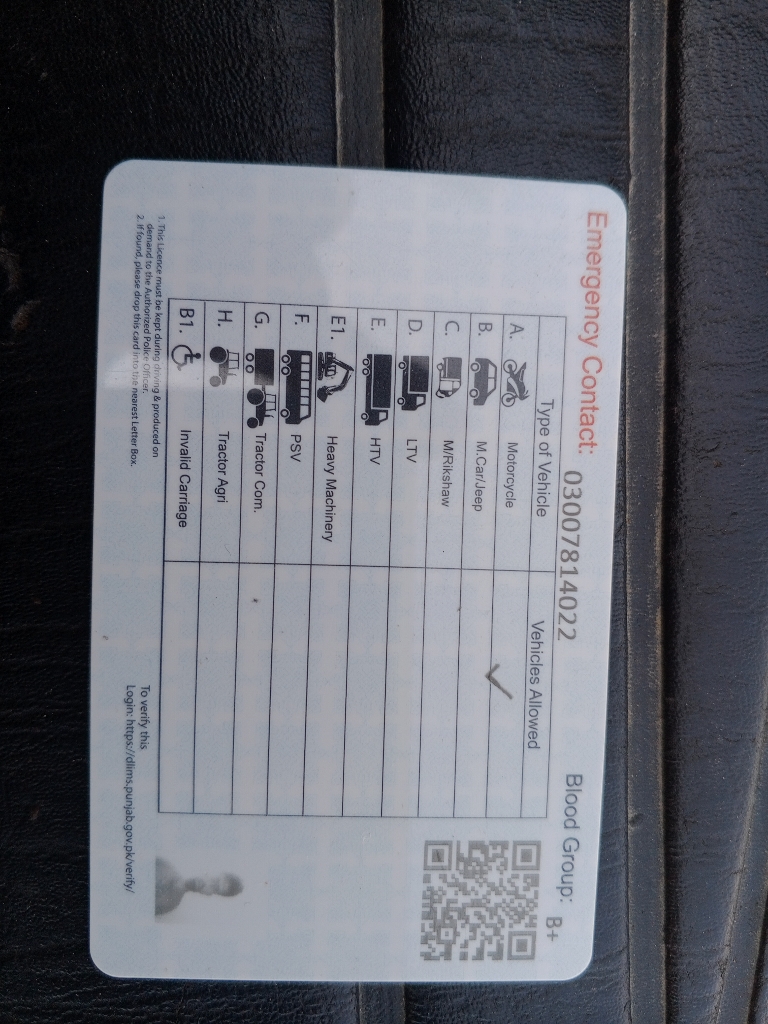 Emergency Contact: 03007814022 Blood Group: B+
Type of Vehicle Vehicles Allowed
A. Motorcycle ✓
B. M.Car/Jeep
C. M/Rikshaw
D. LTV
E. HTV
E1. Heavy Machinery
F. PSV
G. Tractor Com.
H. Tractor Agri
B1. Invalid Carriage
1. This Licence must be kept during driving & produced on
demand to the Authorized Police Officer.
2. If found, please drop this card into the nearest Letter Box.
To verify this
Login: https://dlims.punjab.gov.pk/verify/